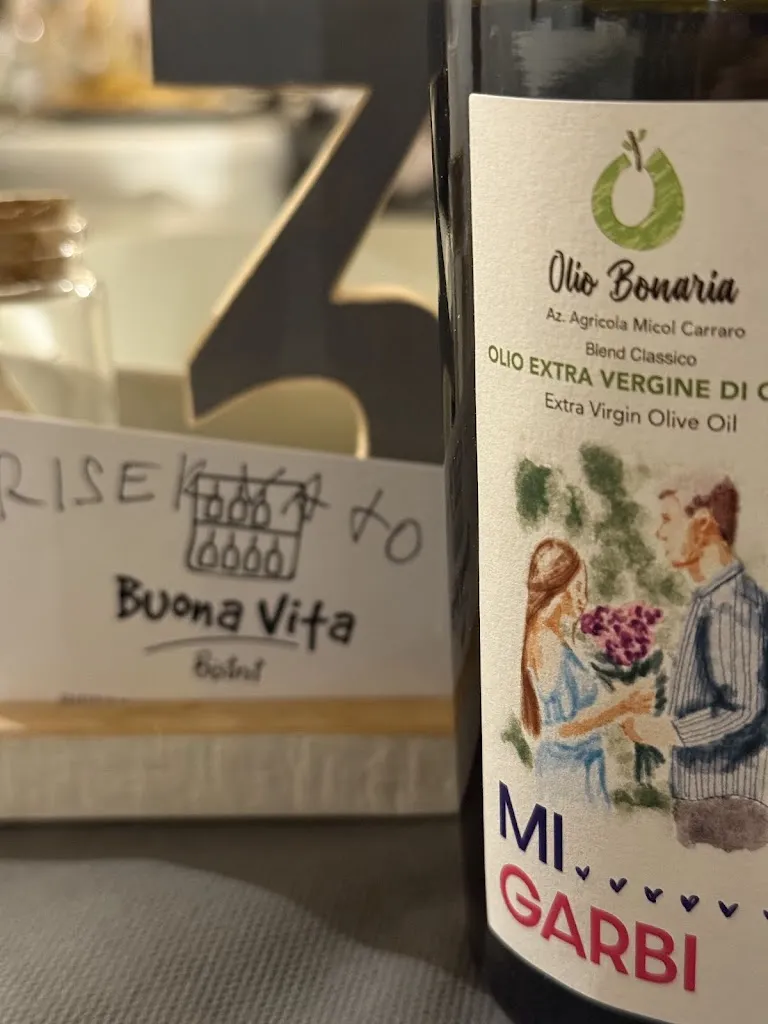 Olio Bonaria
Az. Agricola Micol Carraro
Blend Classico
OLIO EXTRA VERGINE DI
Extra Virgin Olive Oil
MI
GARBI
Buona Vita